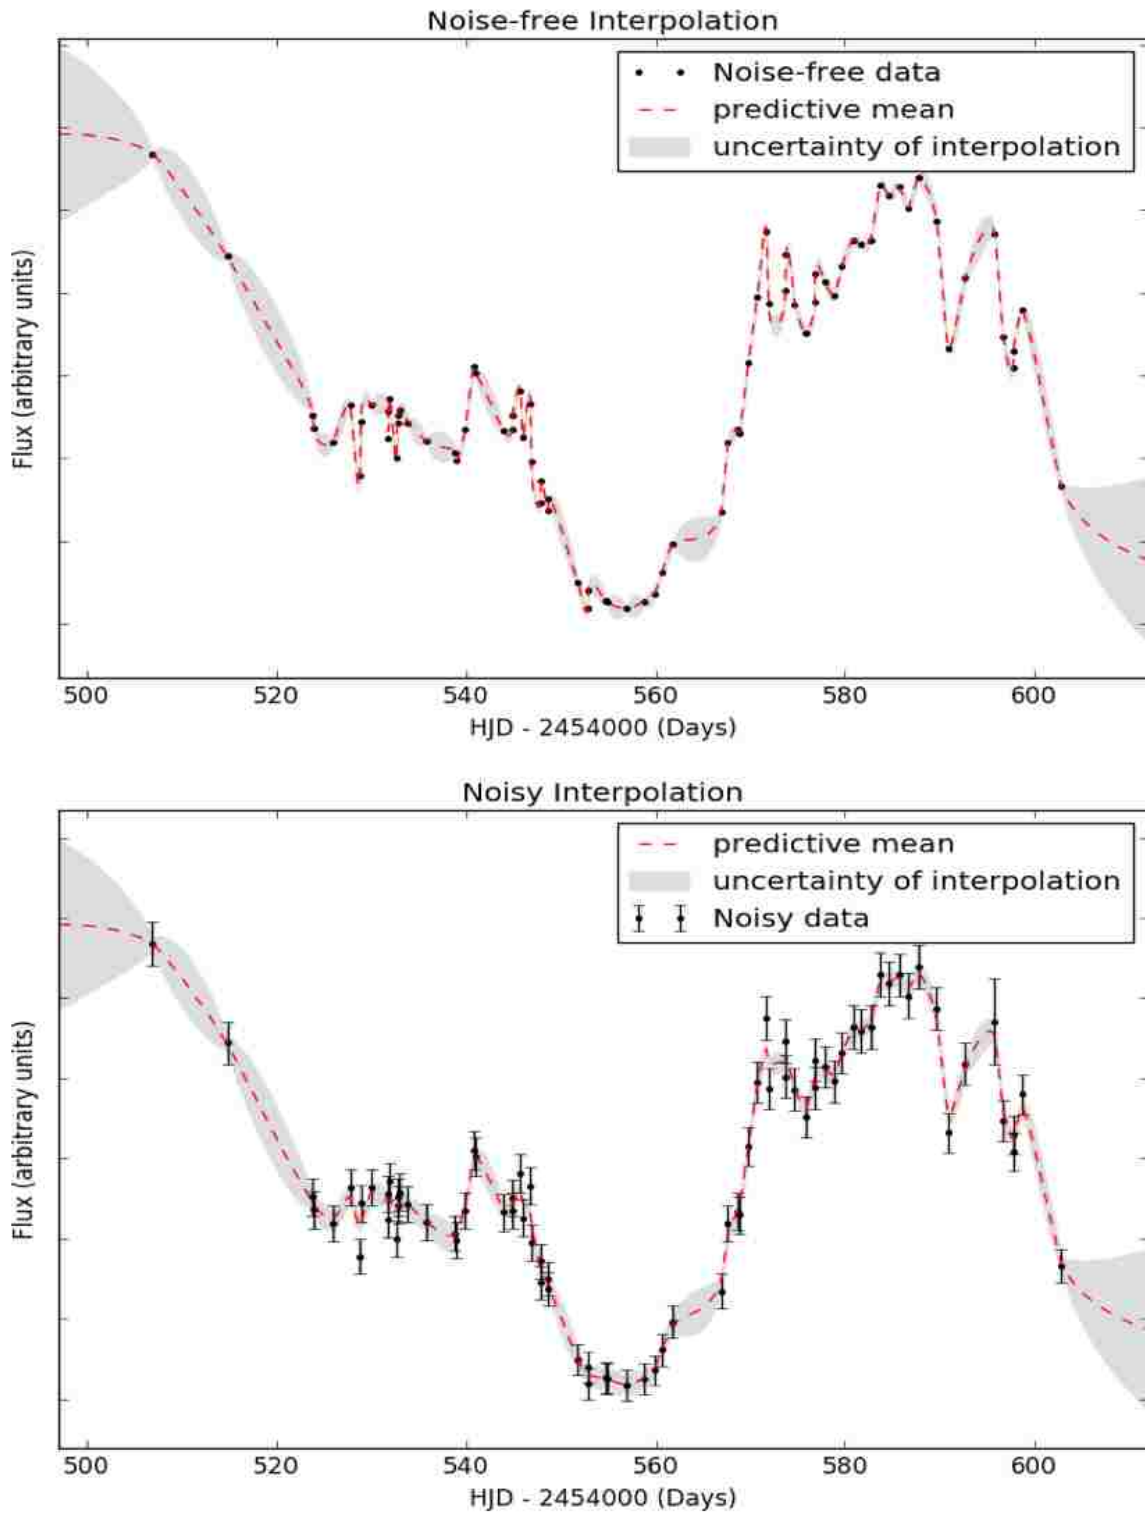 Noise-free Interpolation
Noise-free data
predictive mean
uncertainty of interpolation
Flux (arbitrary units)
500 520 540 560 580 600
HJD - 2454000 (Days)
Noisy Interpolation
predictive mean
uncertainty of interpolation
Noisy data
Flux (arbitrary units)
500 520 540 560 580 600
HJD - 2454000 (Days)